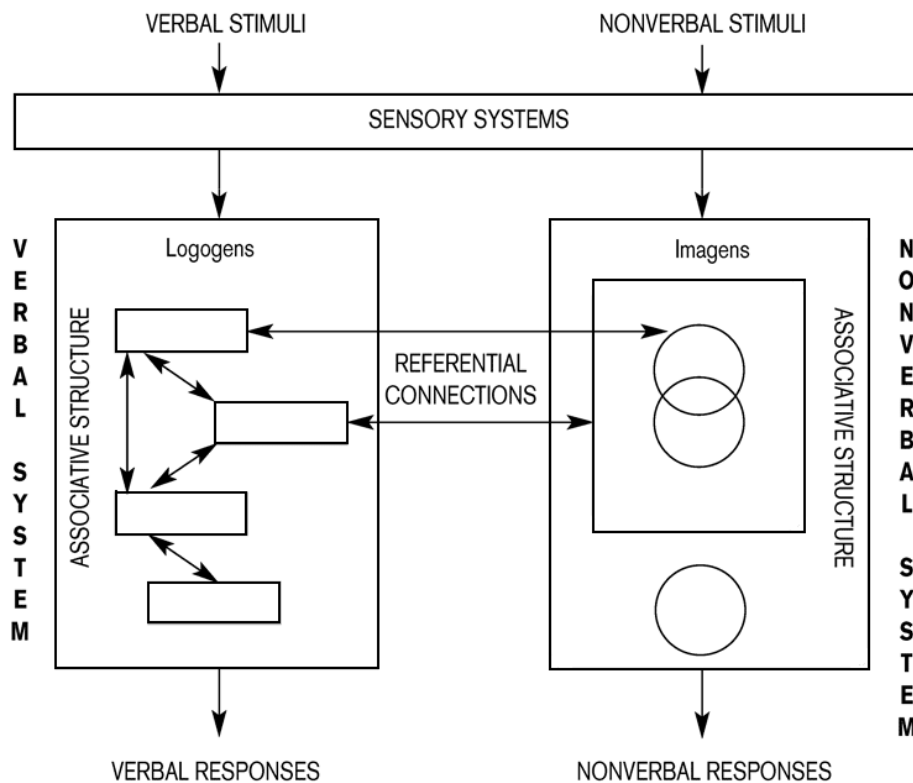 VERBAL STIMULI
NONVERBAL STIMULI
SENSORY SYSTEMS
VERBAL SYSTEM
ASSOCIATIVE STRUCTURE
Logogens
REFERENTIAL
CONNECTIONS
Imagens
ASSOCIATIVE STRUCTURE
NONVERBAL SYSTEM
VERBAL RESPONSES
NONVERBAL RESPONSES